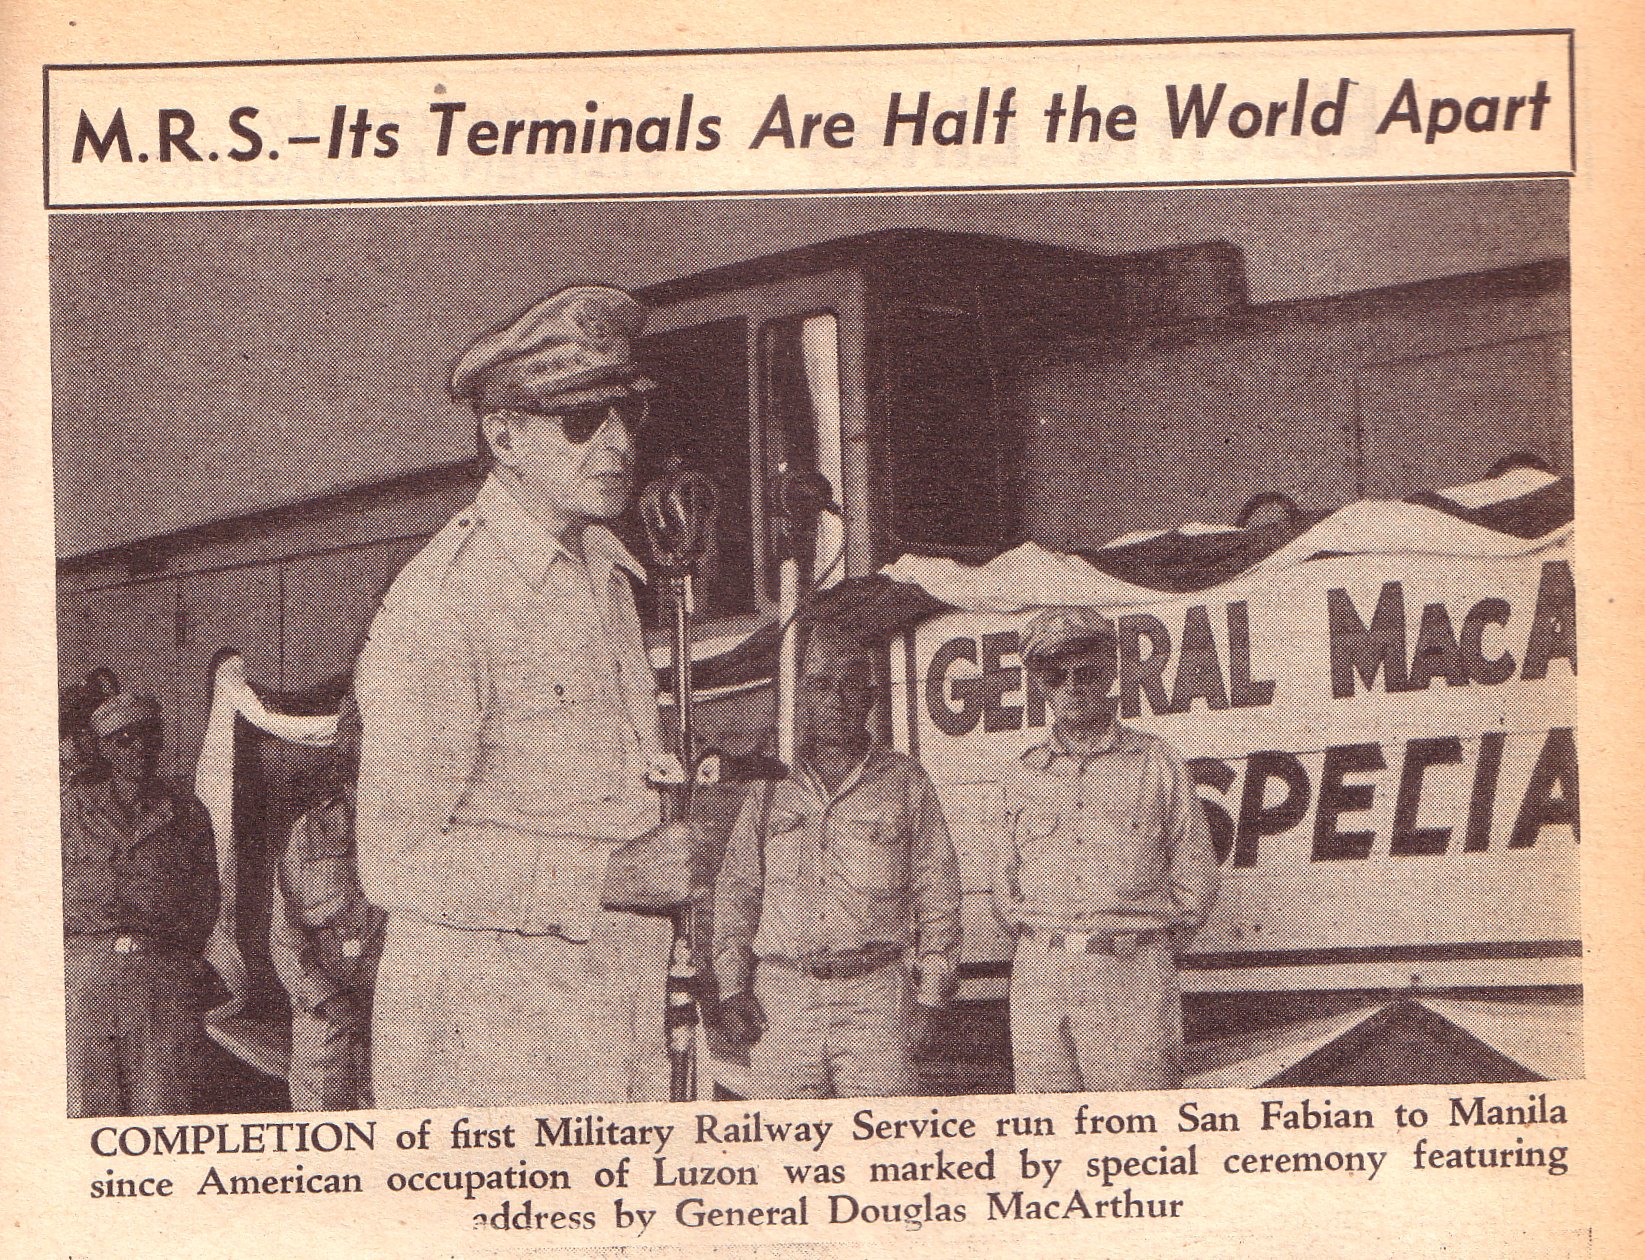 M.R.S.–Its Terminals Are Half the World Apart
GENERAL MACA
SPECIA
COMPLETION of first Military Railway Service run from San Fabian to Manila
since American occupation of Luzon was marked by special ceremony featuring
address by General Douglas MacArthur